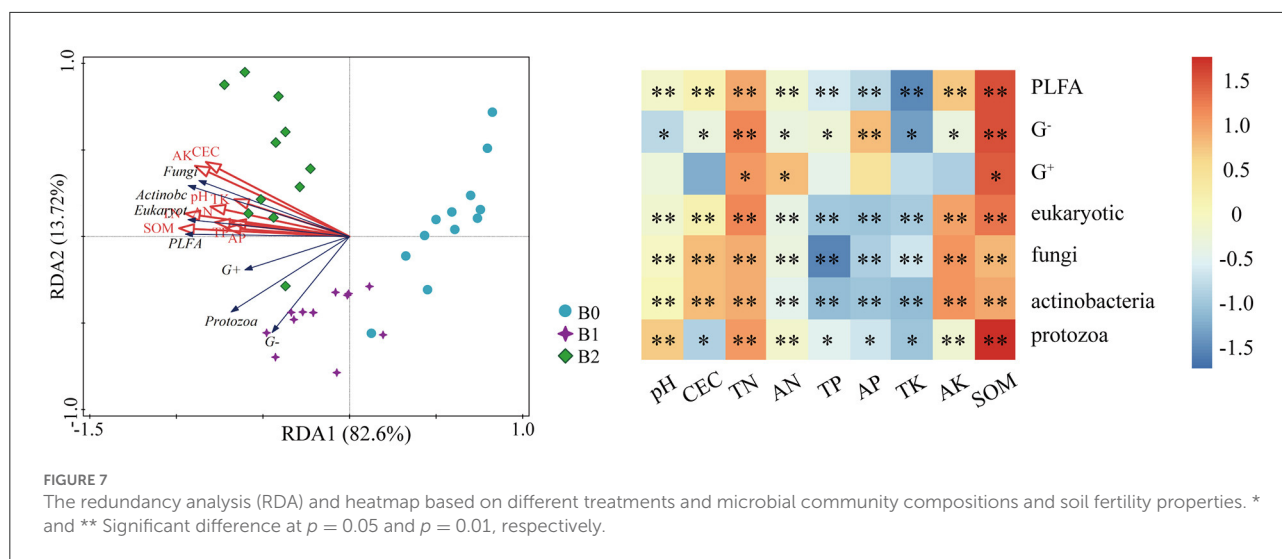 1.0
RDA2 (13.72%)
-1.0
-1.5
RDA1 (82.6%)
1.0
AK CEC
Fungi
Actinobc
pH TK
Eukaryot
TN AN
SOM
TP
AP
PLFA
G+
Protozoa
G-
B0
B1
B2
** ** ** ** ** ** ** ** ** PLFA
* * ** * * ** * * ** G-
* * * G+
** ** ** ** ** ** ** ** ** eukaryotic
** ** ** ** ** ** ** ** ** fungi
** ** ** ** ** ** ** ** ** actinobacteria
** * ** ** * * * ** ** protozoa
pH CEC TN AN TP AP TK AK SOM
1.5
1.0
0.5
0
-0.5
-1.0
-1.5
FIGURE 7
The redundancy analysis (RDA) and heatmap based on different treatments and microbial community compositions and soil fertility properties. *
and ** Significant difference at p = 0.05 and p = 0.01, respectively.